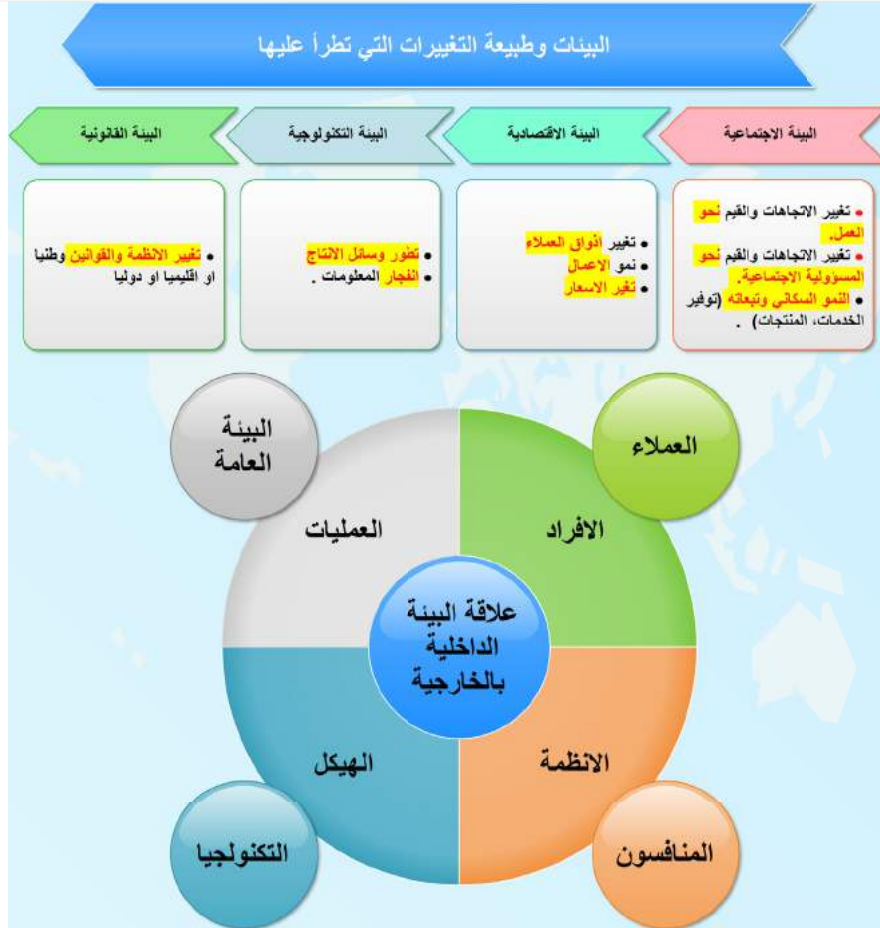 البيئات وطبيعة التغييرات التي تطرأ عليها
البيئة الاجتماعية
البيئة الاقتصادية
البيئة التكنولوجية
البيئة القانونية
• تغيير الاتجاهات والقيم نحو
العمل.
• تغيير الاتجاهات والقيم نحو
المسؤولية الاجتماعية.
• النمو السكاني وتبعاته (توفير
الخدمات، المنتجات) .
• تغيير اذواق العملاء
• نمو الاعمال
• تغير الاسعار
• تطور وسائل الانتاج
• انفجار المعلومات .
• تغيير الانظمة والقوانين وطنيا
او اقليميا او دوليا
العملاء
البيئة
العامة
الافراد
العمليات
علاقة البيئة
الداخلية
بالخارجية
الانظمة
الهيكل
المنافسون
التكنولجيا